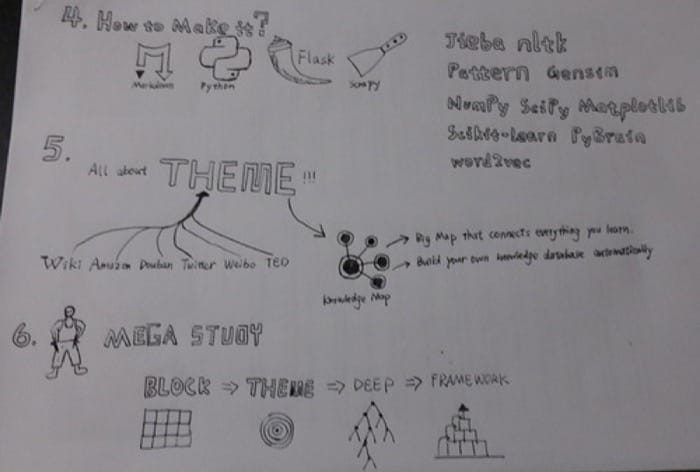 4. How to Make it?
Markdown Python Flask Scrapy
Jieba nltk
Pattern Gensim
NumPy SciPy Matplotlib
Scikit-Learn PyBrain
word2vec
5.
All about THEME !!!
Wiki Amazon Douban Twitter Weibo TED
Big Map that connects everything you learn.
Build your own knowledge database automatically
Knowledge Map
6. MEGA STUDY
BLOCK ⇒ THEME ⇒ DEEP ⇒ FRAMEWORK